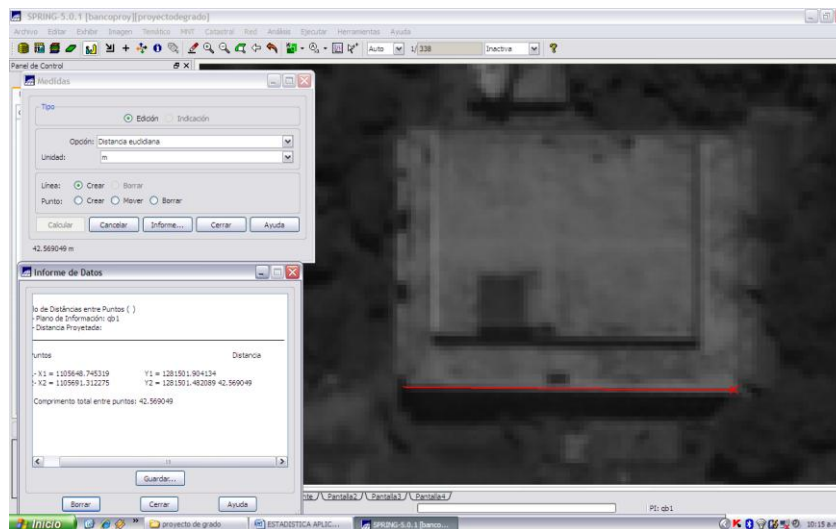 SPRING-5.0.1 [bancoproy][proyectodegrado]
Archivo Editar Exhibir Imagen Temático MNT Catastral Red Análisis Ejecutar Herramientas Ayuda
Auto 1/ 338 Inactiva
Panel de Control
Medidas
Tipo
Edición Indicación
Opción: Distancia euclidiana
Unidad: m
Línea: Crear Borrar
Punto: Crear Mover Borrar
Calcular Cancelar Informe... Cerrar Ayuda
42.569049 m
Informe de Datos
lo de Distâncias entre Puntos ( )
- Plano de Información: qb1
- Distancia Proyetada:
untos Distancia
- X1 = 1105648.745319 Y1 = 1281501.904134
- X2 = 1105691.312275 Y2 = 1281501.482089 42.569049
Comprimento total entre puntos: 42.569049
Guardar...
Borrar Cerrar Ayuda
nte Pantalla2 Pantalla3 Pantalla4
PI: qb1
Inicio proyecto de grado ESTADISTICA APLIC... SPRING-5.0.1 [banco... 10:15 a.m.